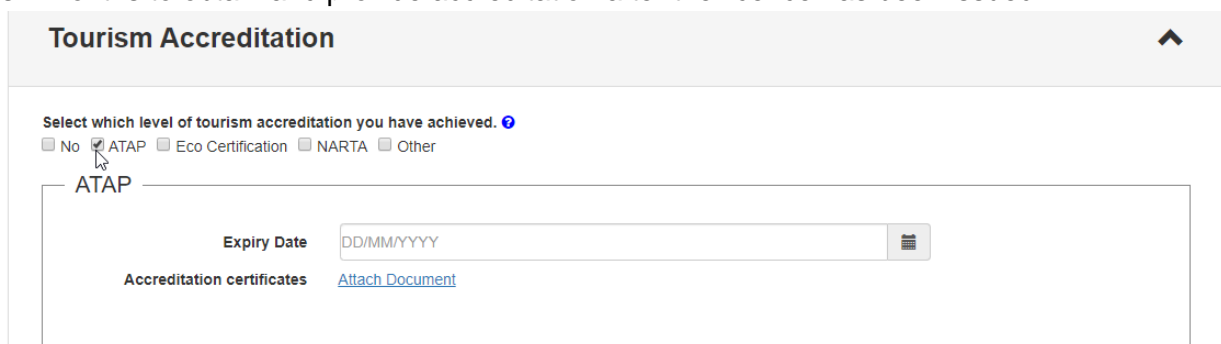 Tourism Accreditation
Select which level of tourism accreditation you have achieved.
No ATAP Eco Certification NARTA Other
ATAP
Expiry Date DD/MM/YYYY
Accreditation certificates Attach Document